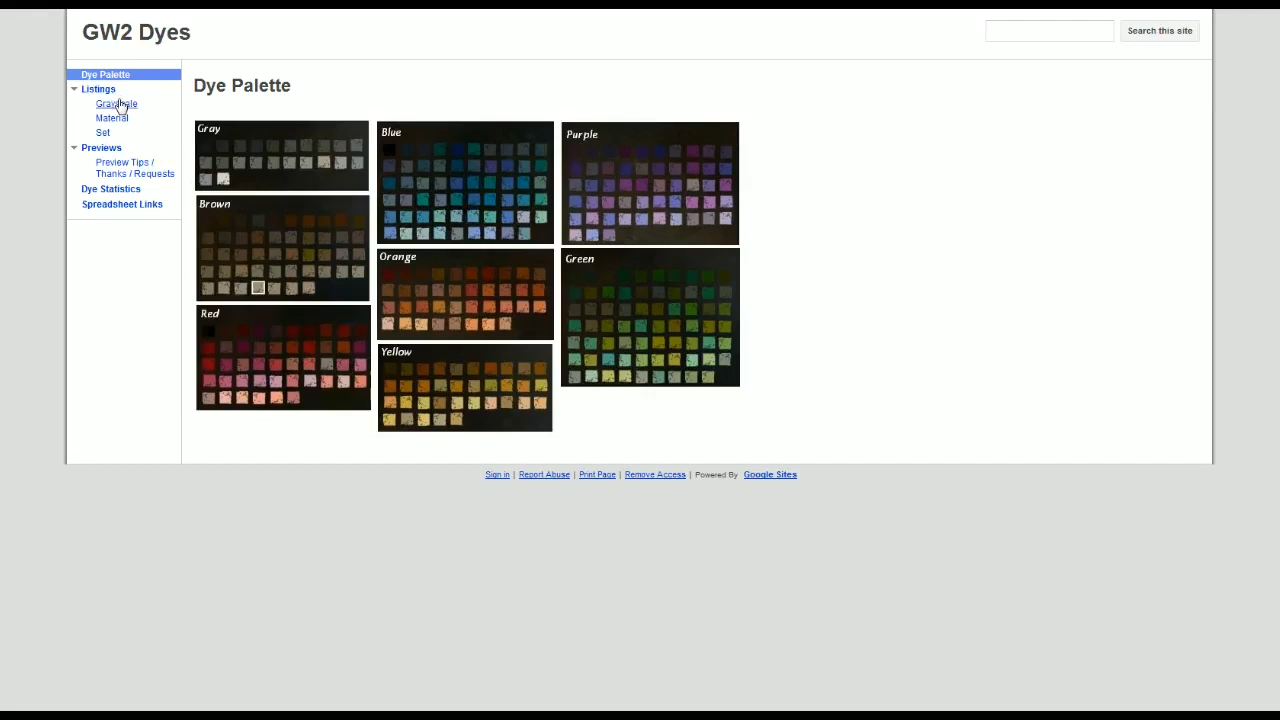 GW2 Dyes
Search this site
Dye Palette
Listings
Grayscale
Material
Set
Previews
Preview Tips /
Thanks / Requests
Dye Statistics
Spreadsheet Links
Dye Palette
Gray
Brown
Red
Blue
Orange
Yellow
Purple
Green
Sign in | Report Abuse | Print Page | Remove Access | Powered By Google Sites